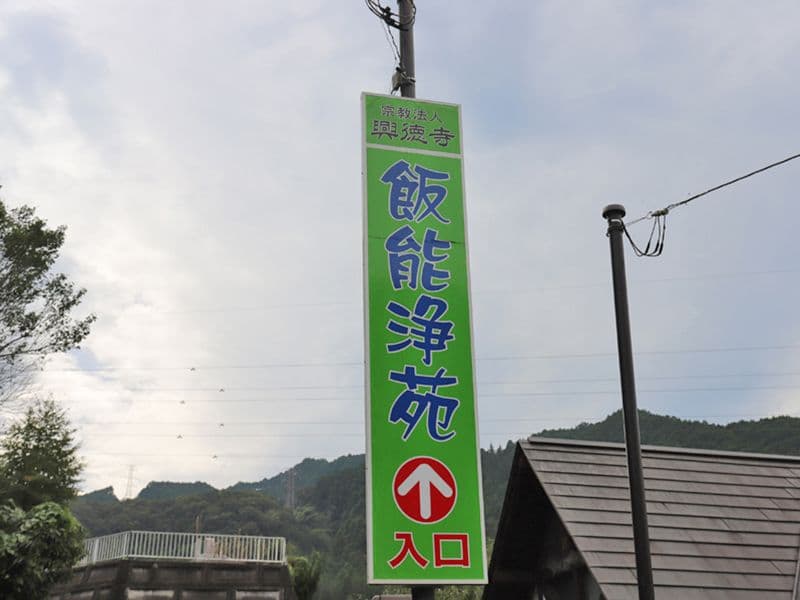 宗教法人
興徳寺
飯能浄苑
入口